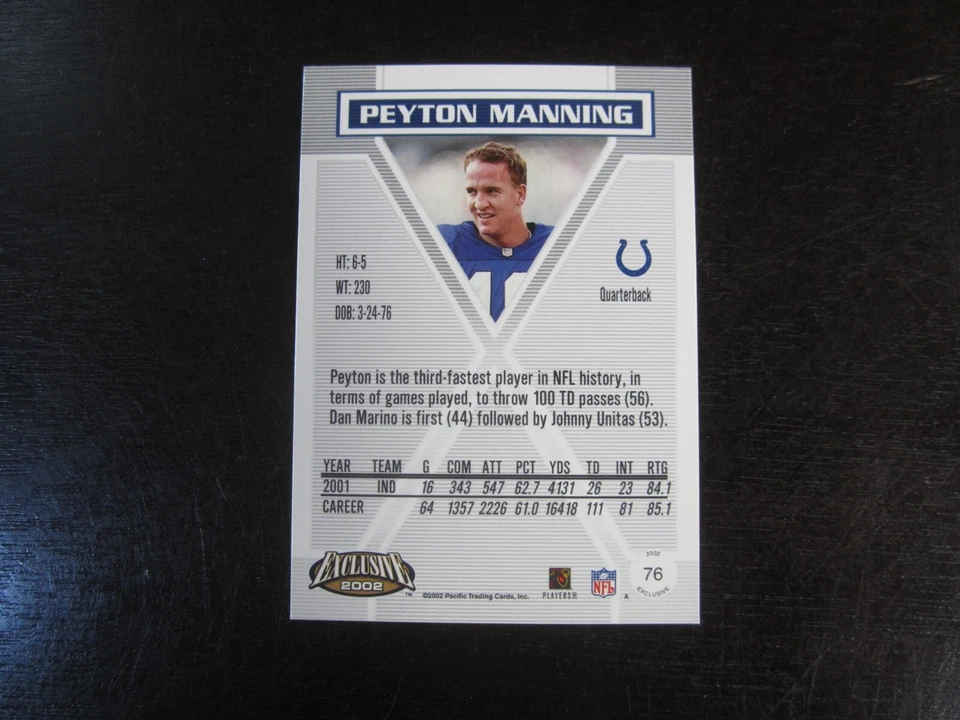 PEYTON MANNING
HT: 6-5
WT: 230
DOB: 3-24-76
Quarterback
Peyton is the third-fastest player in NFL history, in
terms of games played, to throw 100 TD passes (56).
Dan Marino is first (44) followed by Johnny Unitas (53).
YEAR TEAM G COM ATT PCT YDS TD INT RTG
2001 IND 16 343 547 62.7 4131 26 23 84.1
CAREER 64 1357 2226 61.0 16418 111 81 85.1
EXCLUSIVE
2002
TM
©2002 Pacific Trading Cards, Inc.
PLAYERS
NFL
A
2002
76
EXCLUSIVE